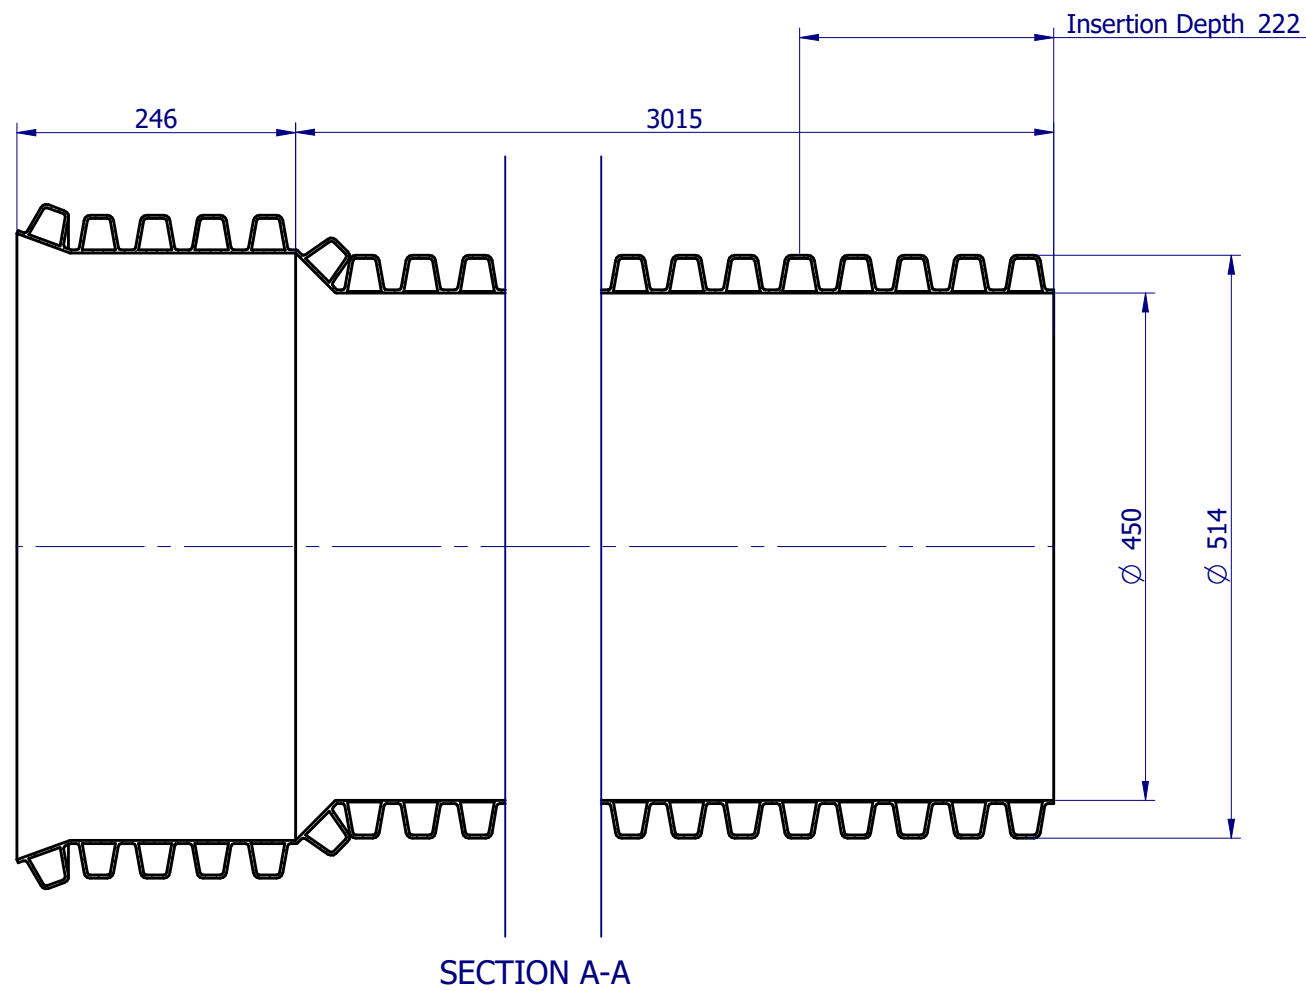 Insertion Depth 222
246
3015
Ø 450
Ø 514
SECTION A-A